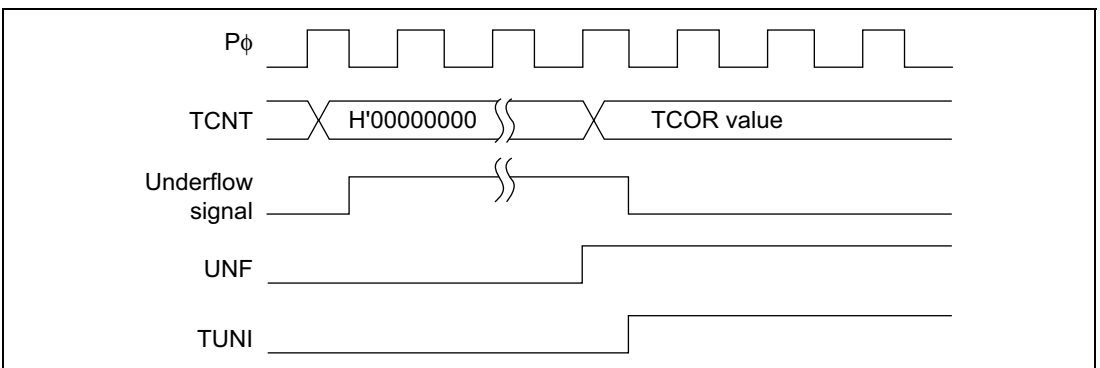 Pϕ
TCNT H'00000000 TCOR value
Underflow
signal
UNF
TUNI